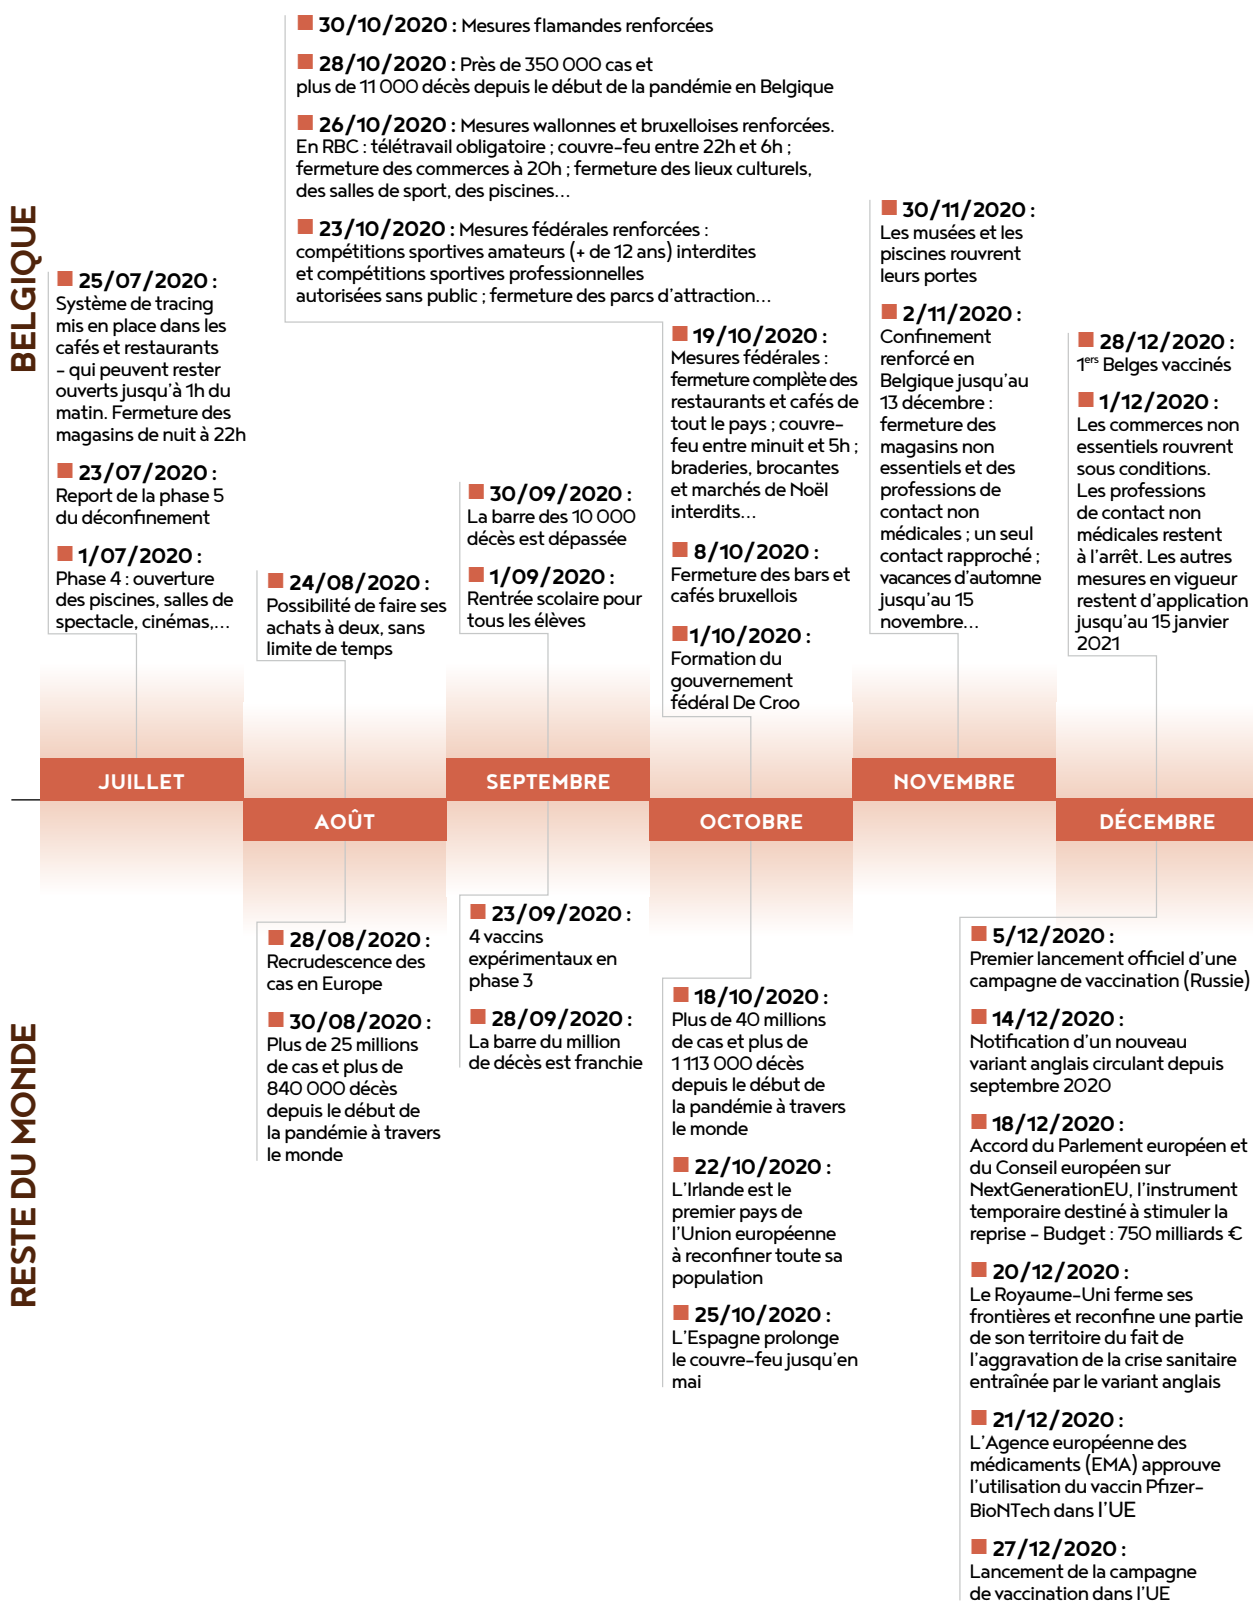 BELGIQUE
30/10/2020 : Mesures flamandes renforcées
28/10/2020 : Près de 350 000 cas et
plus de 11 000 décès depuis le début de la pandémie en Belgique
26/10/2020 : Mesures wallonnes et bruxelloises renforcées.
En RBC : télétravail obligatoire ; couvre-feu entre 22h et 6h ;
fermeture des commerces à 20h ; fermeture des lieux culturels,
des salles de sport, des piscines…
23/10/2020 : Mesures fédérales renforcées :
compétitions sportives amateurs (+ de 12 ans) interdites
et compétitions sportives professionnelles
autorisées sans public ; fermeture des parcs d'attraction…
25/07/2020 :
Système de tracing
mis en place dans les
cafés et restaurants
– qui peuvent rester
ouverts jusqu'à 1h du
matin. Fermeture des
magasins de nuit à 22h
23/07/2020 :
Report de la phase 5
du déconfinement
1/07/2020 :
Phase 4 : ouverture
des piscines, salles de
spectacle, cinémas,…
24/08/2020 :
Possibilité de faire ses
achats à deux, sans
limite de temps
30/09/2020 :
La barre des 10 000
décès est dépassée
1/09/2020 :
Rentrée scolaire pour
tous les élèves
19/10/2020 :
Mesures fédérales :
fermeture complète des
restaurants et cafés de
tout le pays ; couvre-
feu entre minuit et 5h ;
braderies, brocantes
et marchés de Noël
interdits…
8/10/2020 :
Fermeture des bars et
cafés bruxellois
1/10/2020 :
Formation du
gouvernement
fédéral De Croo
30/11/2020 :
Les musées et les
piscines rouvrent
leurs portes
2/11/2020 :
Confinement
renforcé en
Belgique jusqu'au
13 décembre :
fermeture des
magasins non
essentiels et des
professions de
contact non
médicales ; un seul
contact rapproché ;
vacances d'automne
jusqu'au 15
novembre…
28/12/2020 :
1ers Belges vaccinés
1/12/2020 :
Les commerces non
essentiels rouvrent
sous conditions.
Les professions
de contact non
médicales restent
à l'arrêt. Les autres
mesures en vigueur
restent d'application
jusqu'au 15 janvier
2021
JUILLET
AOÛT
SEPTEMBRE
OCTOBRE
NOVEMBRE
DÉCEMBRE
RESTE DU MONDE
28/08/2020 :
Recrudescence des
cas en Europe
30/08/2020 :
Plus de 25 millions
de cas et plus de
840 000 décès
depuis le début de
la pandémie à travers
le monde
23/09/2020 :
4 vaccins
expérimentaux en
phase 3
28/09/2020 :
La barre du million
de décès est franchie
18/10/2020 :
Plus de 40 millions
de cas et plus de
1 113 000 décès
depuis le début de
la pandémie à travers
le monde
22/10/2020 :
L'Irlande est le
premier pays de
l'Union européenne
à reconfiner toute sa
population
25/10/2020 :
L'Espagne prolonge
le couvre-feu jusqu'en
mai
5/12/2020 :
Premier lancement officiel d'une
campagne de vaccination (Russie)
14/12/2020 :
Notification d'un nouveau
variant anglais circulant depuis
septembre 2020
18/12/2020 :
Accord du Parlement européen et
du Conseil européen sur
NextGenerationEU, l'instrument
temporaire destiné à stimuler la
reprise – Budget : 750 milliards €
20/12/2020 :
Le Royaume-Uni ferme ses
frontières et reconfine une partie
de son territoire du fait de
l'aggravation de la crise sanitaire
entraînée par le variant anglais
21/12/2020 :
L'Agence européenne des
médicaments (EMA) approuve
l'utilisation du vaccin Pfizer-
BioNTech dans l'UE
27/12/2020 :
Lancement de la campagne
de vaccination dans l'UE